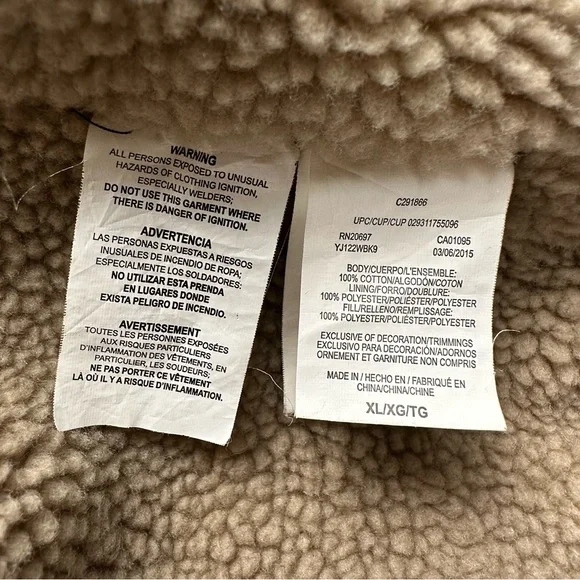 WARNING
ALL PERSONS EXPOSED TO UNUSUAL
HAZARDS OF CLOTHING IGNITION,
ESPECIALLY WELDERS;
DO NOT USE THIS GARMENT WHERE
THERE IS DANGER OF IGNITION.
ADVERTENCIA
LAS PERSONAS EXPUESTAS A RIESGOS
INUSUALES DE INCENDIO DE ROPA;
ESPECIALMENTE LOS SOLDADORES:
NO UTILIZAR ESTA PRENDA
EN LUGARES DONDE
EXISTA PELIGRO DE INCENDIO.
AVERTISSEMENT
TOUTES LES PERSONNES EXPOSÉES
AUX RISQUES PARTICULIERS
D'INFLAMMATION DES VÊTEMENTS, EN
PARTICULIER, LES SOUDEURS;
NE PAS PORTER CE VÊTEMENT
LÀ OÙ IL Y A RISQUE D'INFLAMMATION.
C291866
UPC/CUP/CUP 029311755096
RN20697 CA01095
YJ122WBK9 03/06/2015
BODY/CUERPO/L'ENSEMBLE:
100% COTTON/ALGODÓN/COTON
LINING/FORRO/DOUBLURE:
100% POLYESTER/POLIÉSTER/POLYESTER
FILL/RELLENO/REMPLISSAGE:
100% POLYESTER/POLIÉSTER/POLYESTER
EXCLUSIVE OF DECORATION/TRIMMINGS
EXCLUSIVO PARA DECORACIÓN/ADORNOS
ORNEMENT ET GARNITURE NON COMPRIS
MADE IN / HECHO EN / FABRIQUÉ EN
CHINA/CHINA/CHINE
XL/XG/TG